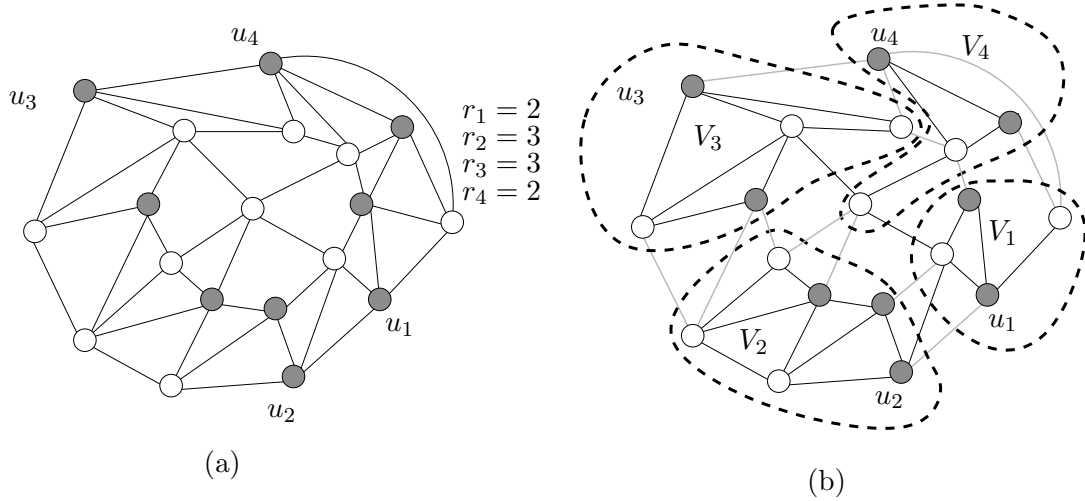 u₄
u₃
r₁ = 2
r₂ = 3
r₃ = 3
r₄ = 2
u₁
u₂
(a)
u₄
V₄
u₃
V₃
V₁
u₁
V₂
u₂
(b)